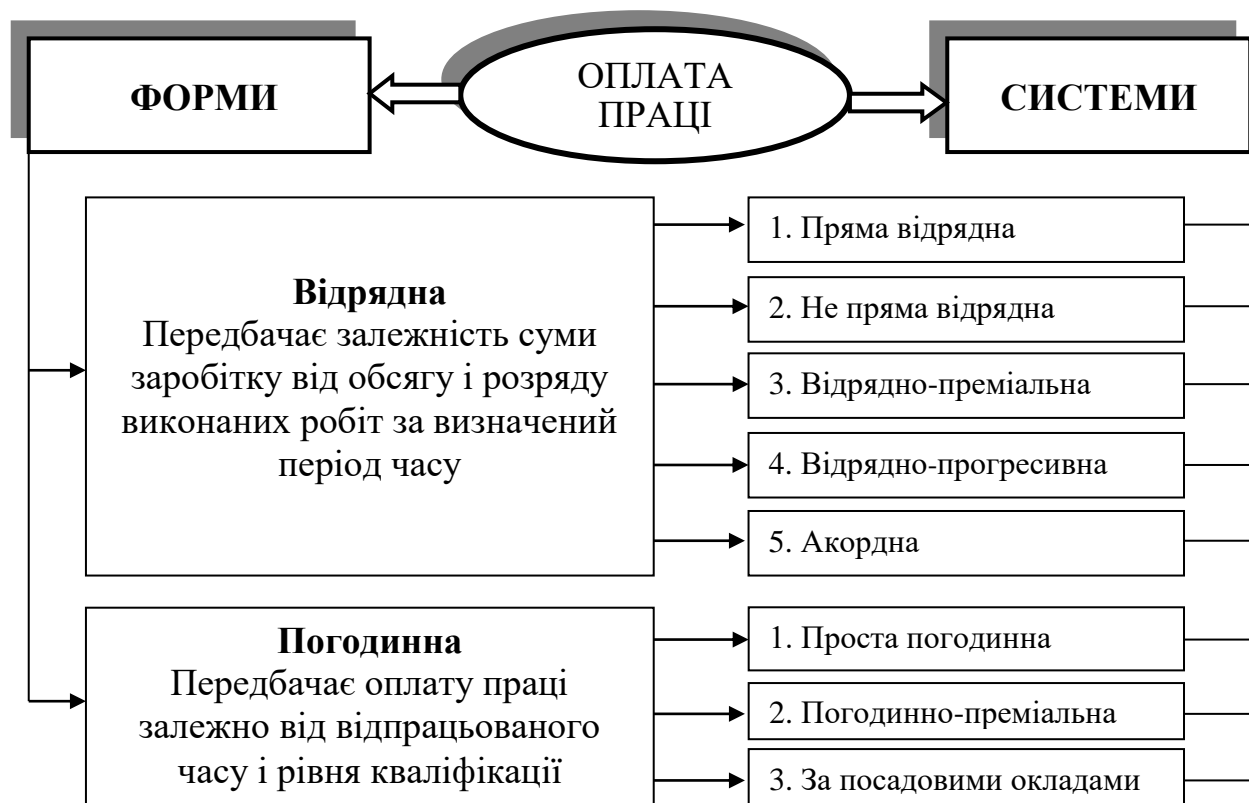 ФОРМИ
ОПЛАТА
ПРАЦІ
СИСТЕМИ
Відрядна
Передбачає залежність суми
заробітку від обсягу і розряду
виконаних робіт за визначений
період часу
1. Пряма відрядна
2. Не пряма відрядна
3. Відрядно-преміальна
4. Відрядно-прогресивна
5. Акордна
Погодинна
Передбачає оплату праці
залежно від відпрацьованого
часу і рівня кваліфікації
1. Проста погодинна
2. Погодинно-преміальна
3. За посадовими окладами